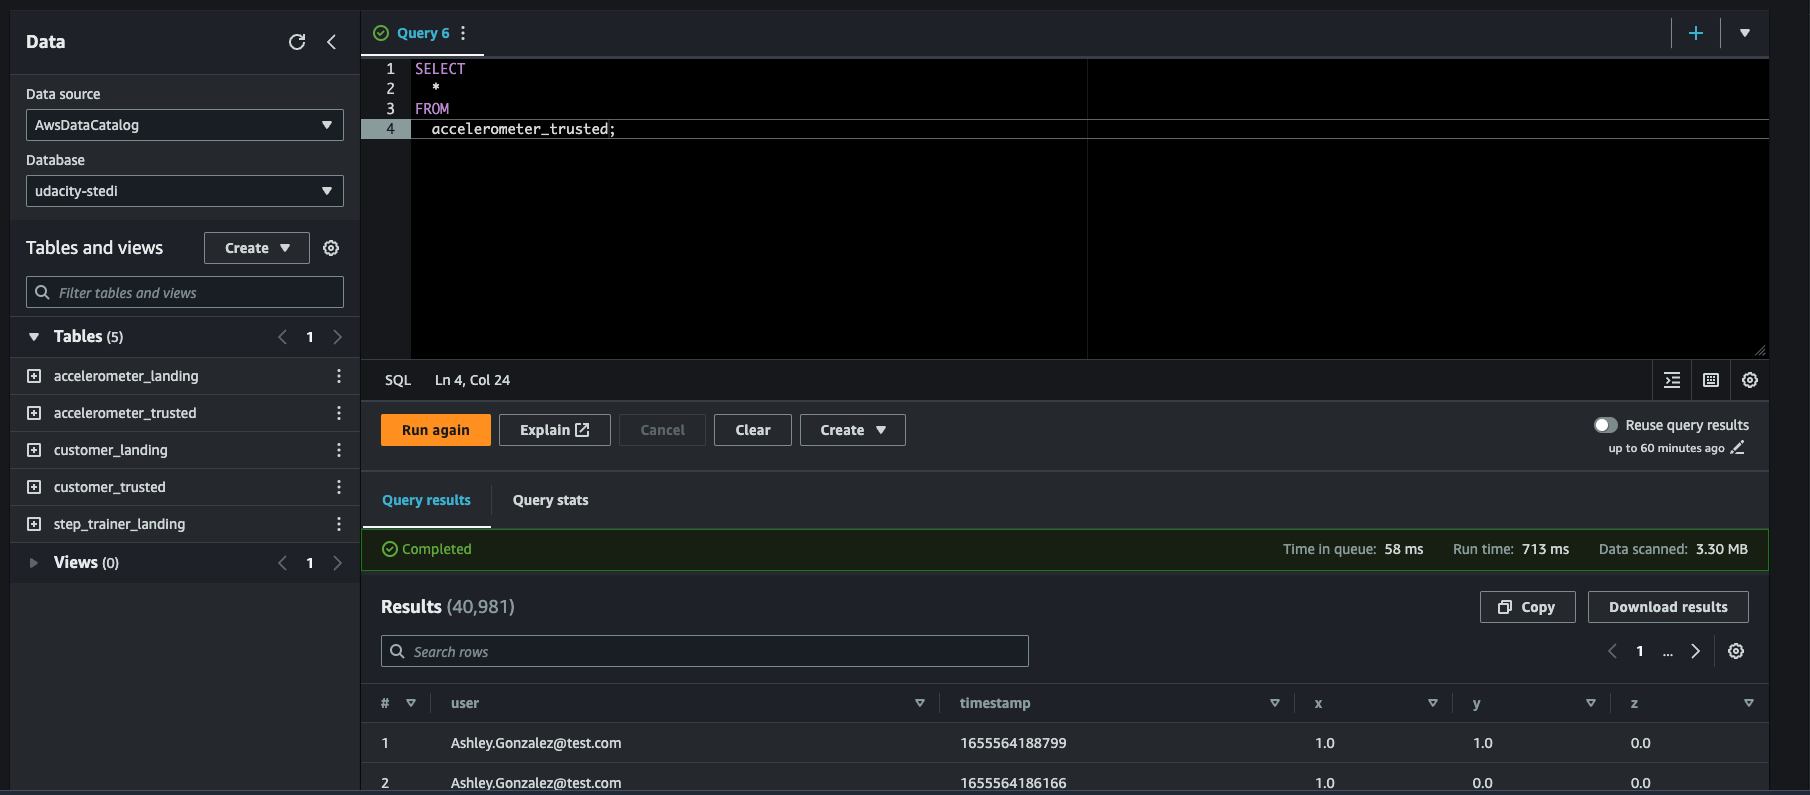 Data
Data source
AwsDataCatalog
Database
udacity-stedi
Tables and views
Create
Filter tables and views
Tables (5)
1
accelerometer_landing
accelerometer_trusted
customer_landing
customer_trusted
step_trainer_landing
Views (0)
1
Query 6
1 SELECT
2 *
3 FROM
4 accelerometer_trusted;
SQL Ln 4, Col 24
Run again Explain Cancel Clear Create
Reuse query results
up to 60 minutes ago
Query results Query stats
Completed Time in queue: 58 ms Run time: 713 ms Data scanned: 3.30 MB
Results (40,981) Copy Download results
Search rows 1 ...
# user timestamp x y z
1 Ashley.Gonzalez@test.com 1655564188799 1.0 1.0 0.0
2 Ashley.Gonzalez@test.com 1655564186166 1.0 0.0 0.0